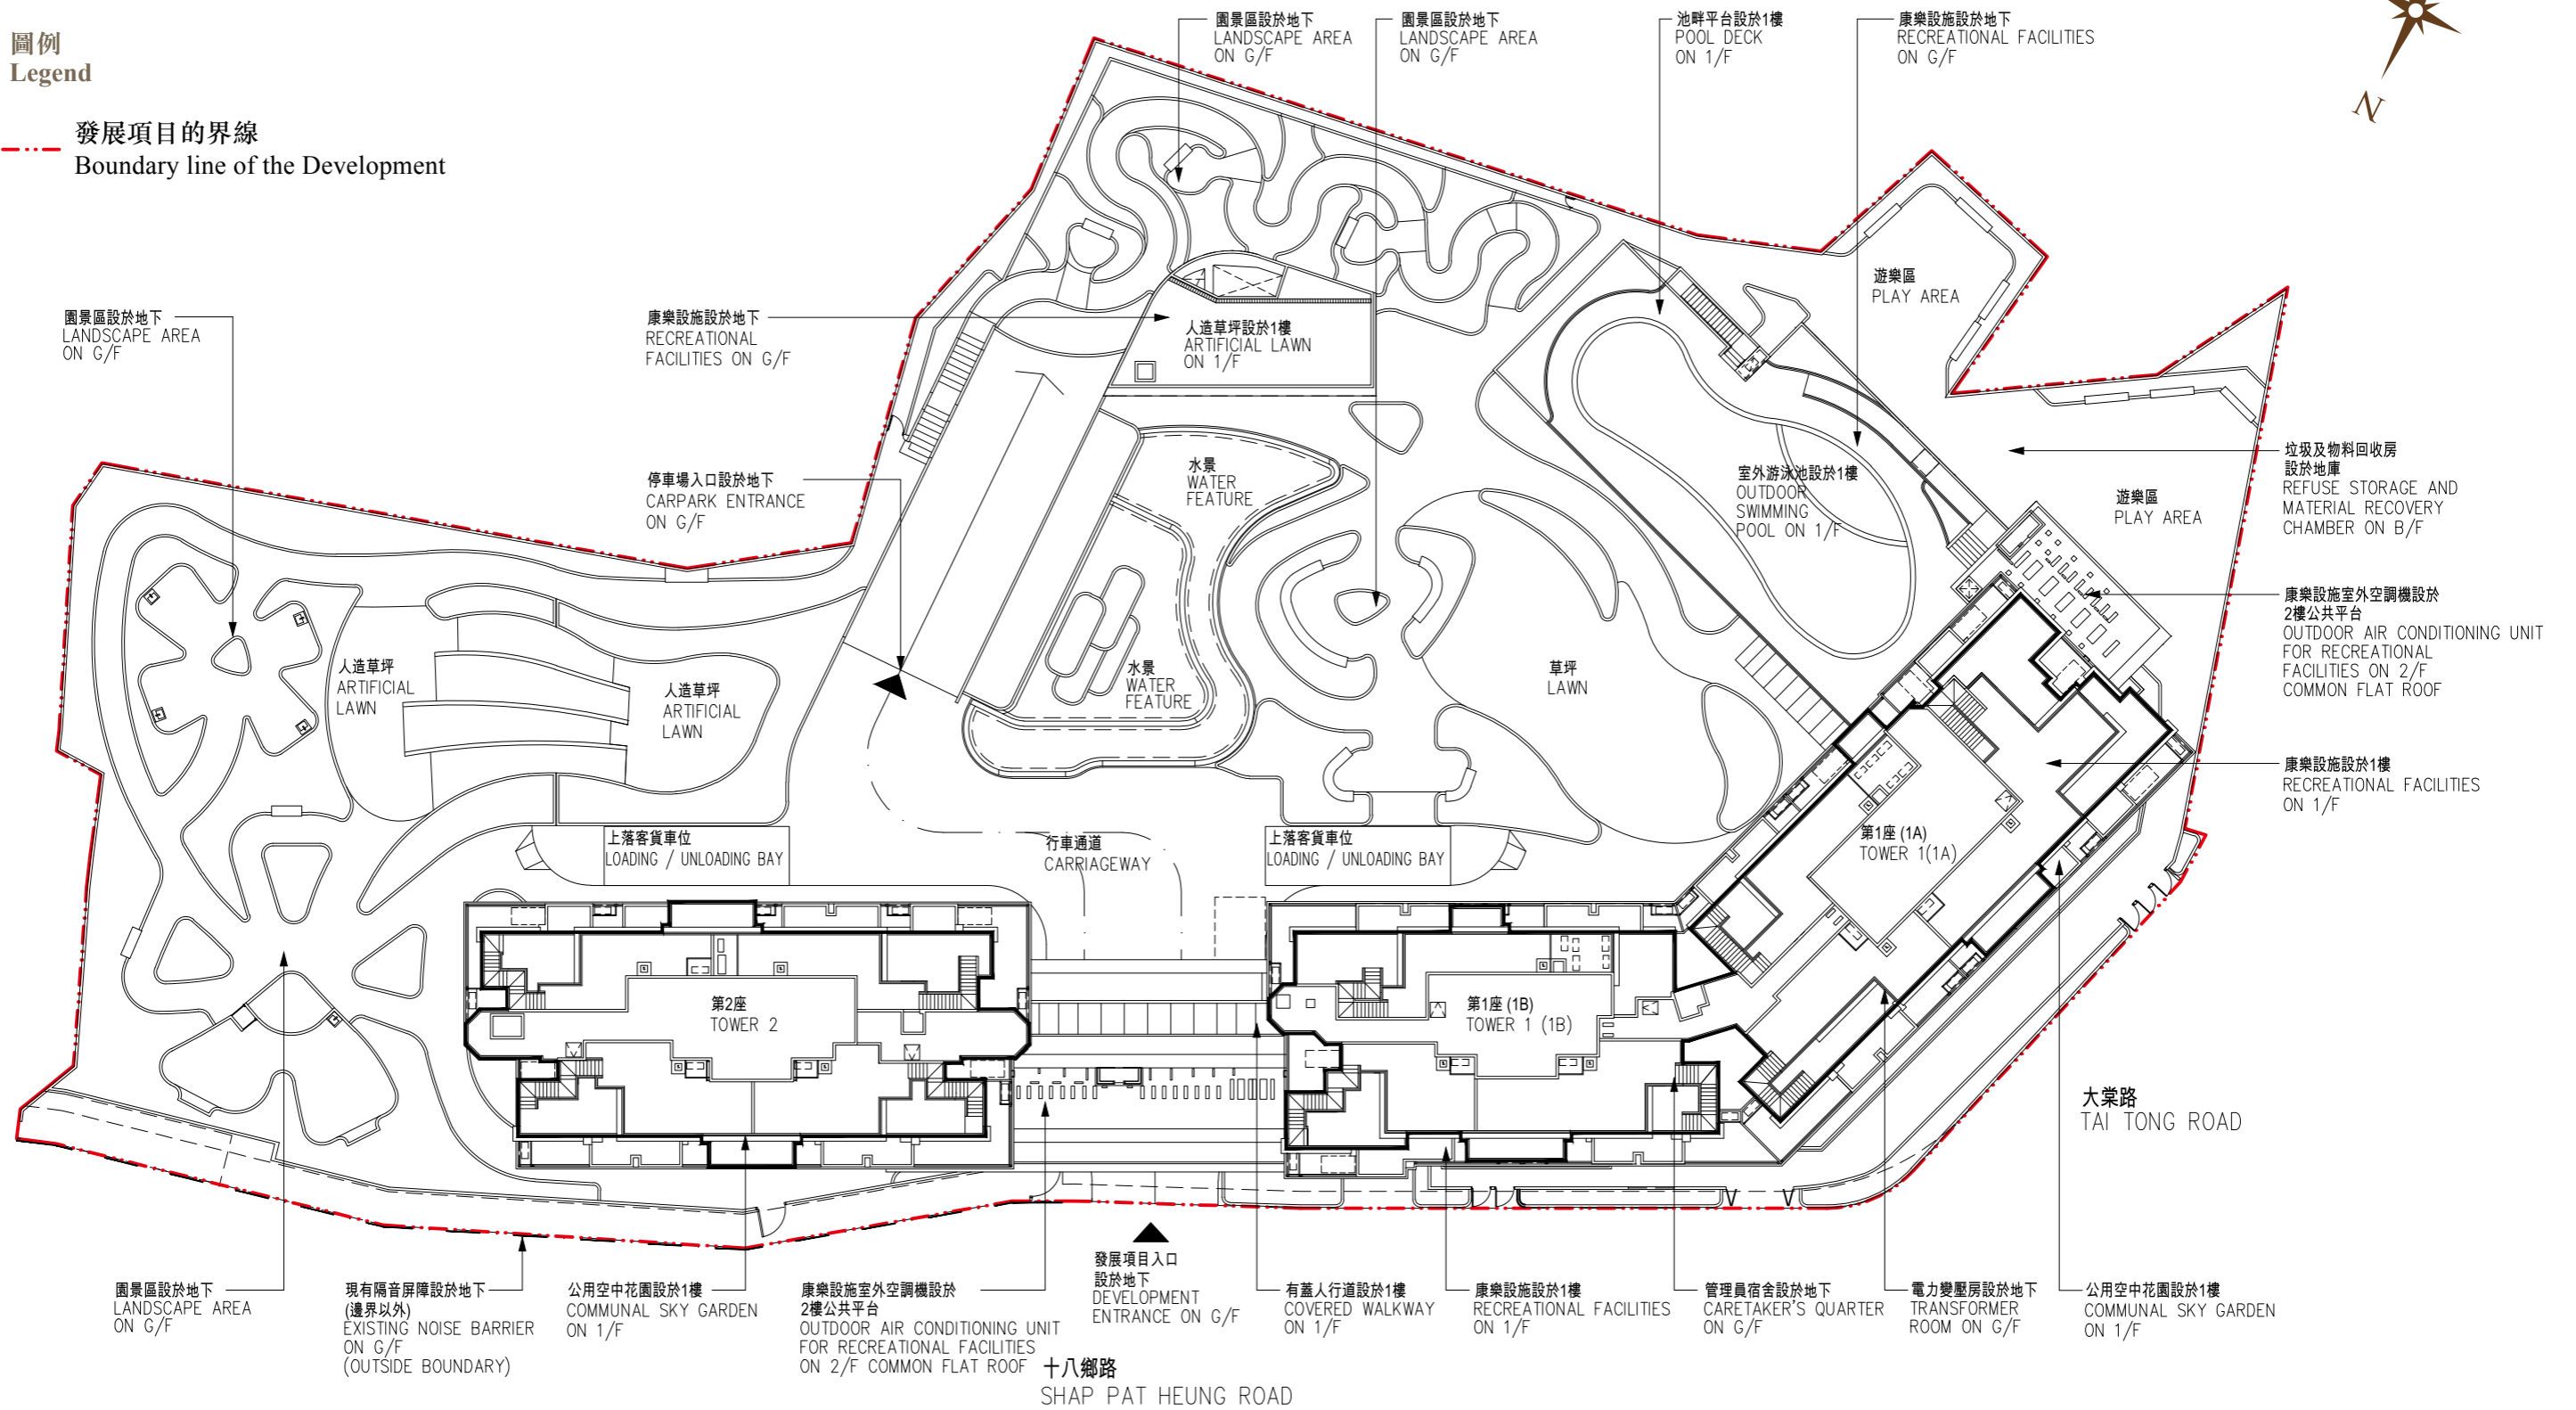 圖例
Legend
發展項目的界線
Boundary line of the Development
園景區設於地下
LANDSCAPE AREA
ON G/F
園景區設於地下
LANDSCAPE AREA
ON G/F
池畔平台設於1樓
POOL DECK
ON 1/F
康樂設施設於地下
RECREATIONAL FACILITIES
ON G/F
N
園景區設於地下
LANDSCAPE AREA
ON G/F
康樂設施設於地下
RECREATIONAL
FACILITIES ON G/F
人造草坪設於1樓
ARTIFICIAL LAWN
ON 1/F
遊樂區
PLAY AREA
停車場入口設於地下
CARPARK ENTRANCE
ON G/F
水景
WATER
FEATURE
室外游泳池設於1樓
OUTDOOR
SWIMMING
POOL ON 1/F
遊樂區
PLAY AREA
垃圾及物料回收房
設於地庫
REFUSE STORAGE AND
MATERIAL RECOVERY
CHAMBER ON B/F
康樂設施室外空調機設於
2樓公共平台
OUTDOOR AIR CONDITIONING UNIT
FOR RECREATIONAL
FACILITIES ON 2/F
COMMON FLAT ROOF
人造草坪
ARTIFICIAL
LAWN
人造草坪
ARTIFICIAL
LAWN
水景
WATER
FEATURE
草坪
LAWN
康樂設施設於1樓
RECREATIONAL FACILITIES
ON 1/F
上落客貨車位
LOADING / UNLOADING BAY
行車通道
CARRIAGEWAY
上落客貨車位
LOADING / UNLOADING BAY
第1座 (1A)
TOWER 1(1A)
第2座
TOWER 2
第1座 (1B)
TOWER 1 (1B)
大棠路
TAI TONG ROAD
園景區設於地下
LANDSCAPE AREA
ON G/F
現有隔音屏障設於地下
(邊界以外)
EXISTING NOISE BARRIER
ON G/F
(OUTSIDE BOUNDARY)
公用空中花園設於1樓
COMMUNAL SKY GARDEN
ON 1/F
康樂設施室外空調機設於
2樓公共平台
OUTDOOR AIR CONDITIONING UNIT
FOR RECREATIONAL FACILITIES
ON 2/F COMMON FLAT ROOF
發展項目入口
設於地下
DEVELOPMENT
ENTRANCE ON G/F
有蓋人行道設於1樓
COVERED WALKWAY
ON 1/F
康樂設施設於1樓
RECREATIONAL FACILITIES
ON 1/F
管理員宿舍設於地下
CARETAKER'S QUARTER
ON G/F
電力變壓房設於地下
TRANSFORMER
ROOM ON G/F
公用空中花園設於1樓
COMMUNAL SKY GARDEN
ON 1/F
十八鄉路
SHAP PAT HEUNG ROAD